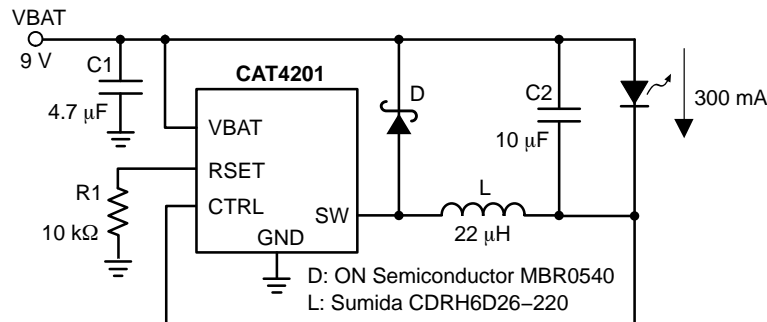 VBAT
9 V
C1
4.7 μF
CAT4201
VBAT
RSET
CTRL
SW
GND
R1
10 kΩ
D
C2
10 μF
L
22 μH
300 mA
D: ON Semiconductor MBR0540
L: Sumida CDRH6D26−220